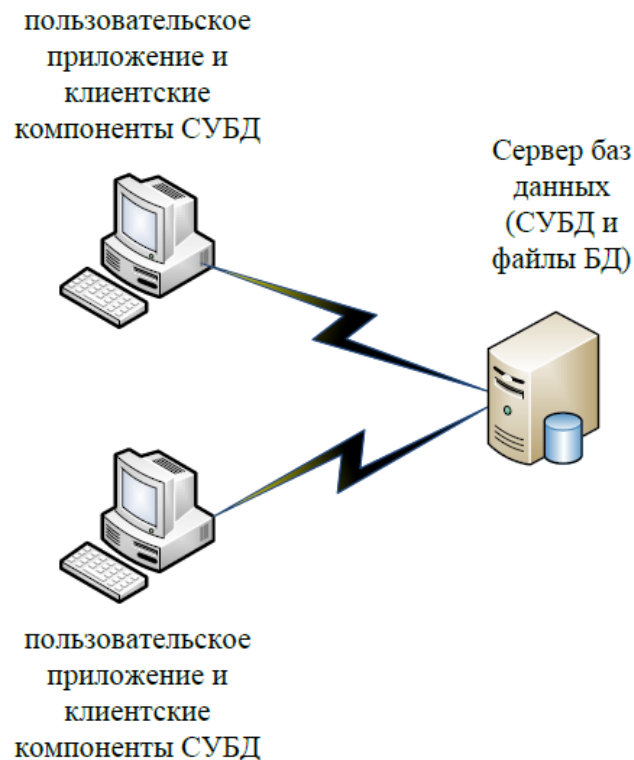 пользовательское
приложение и
клиентские
компоненты СУБД
Сервер баз
данных
(СУБД и
файлы БД)
пользовательское
приложение и
клиентские
компоненты СУБД